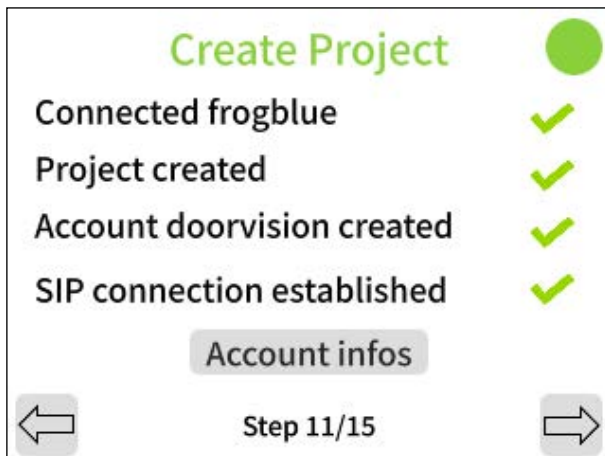 Create Project
Connected frogblue
Project created
Account doorvision created
SIP connection established
Account infos
Step 11/15